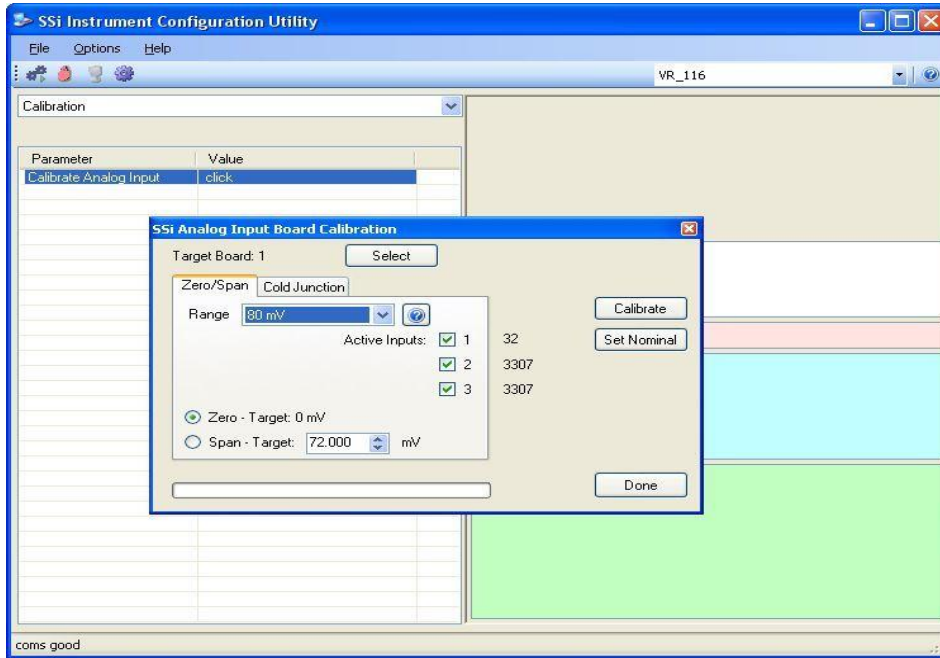 SSi Instrument Configuration Utility
File Options Help
VR_116
Calibration
Parameter Value
Calibrate Analog Input click
SSi Analog Input Board Calibration
Target Board: 1 Select
Zero/Span Cold Junction
Range 80 mV
Calibrate
Active Inputs: 1 32
Set Nominal
2 3307
3 3307
Zero - Target: 0 mV
Span - Target: 72.000 mV
Done
coms good